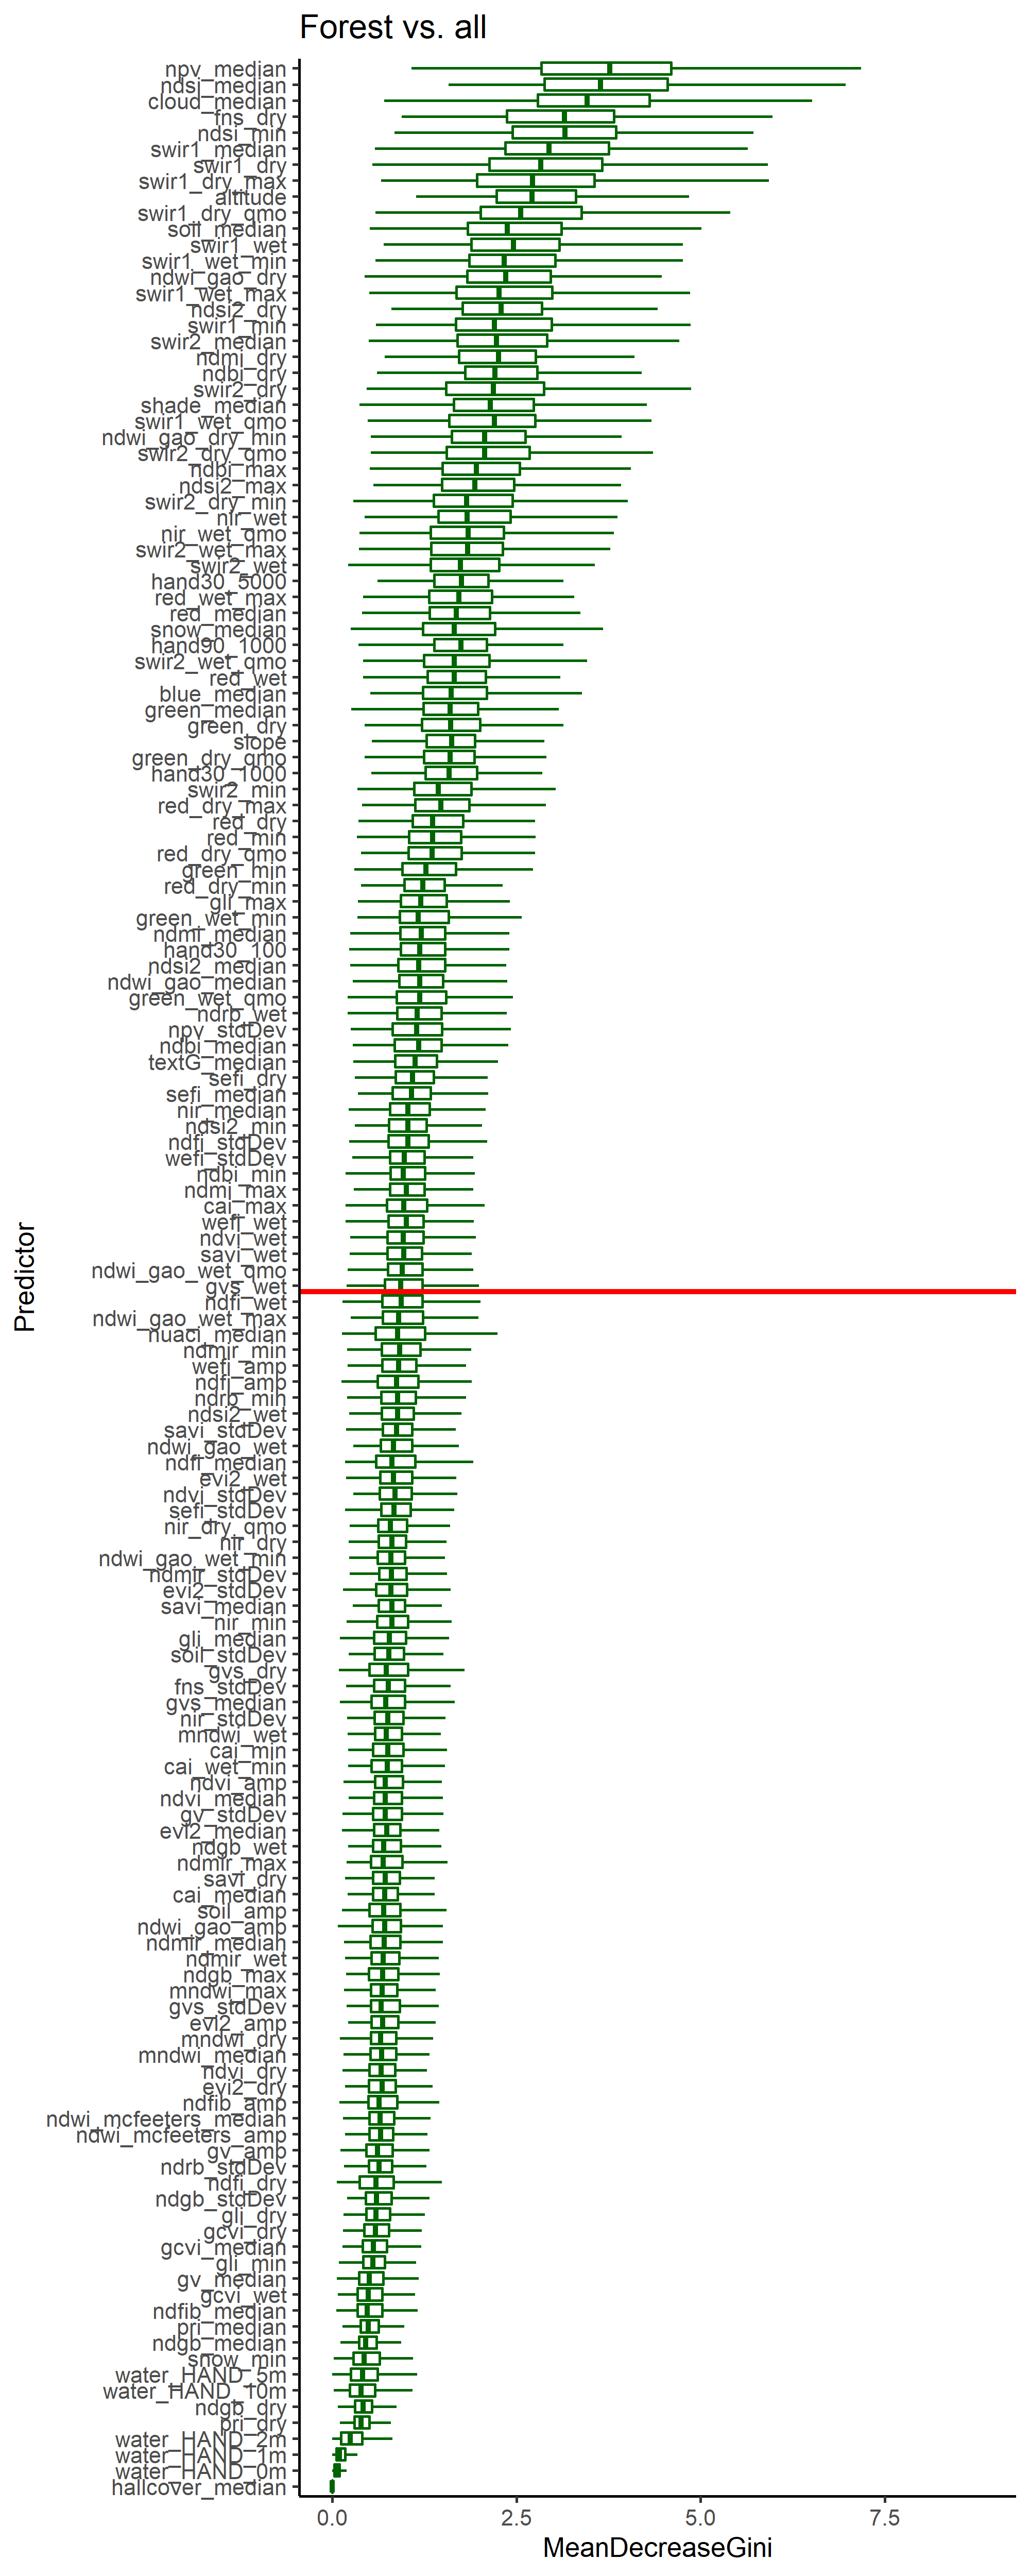 Forest vs. all
npv_median
ndsi_median
cloud_median
fns_dry
ndsi_min
swir1_median
swir1_dry
swir1_dry_max
altitude
swir1_dry_qmo
soil_median
swir1_wet
swir1_wet_min
ndwi_gao_dry
swir1_wet_max
ndsi2_dry
swir1_min
swir2_median
ndmi_dry
ndbi_dry
swir2_dry
shade_median
swir1_wet_qmo
ndwi_gao_dry_min
swir2_dry_qmo
ndbi_max
ndsi2_max
swir2_dry_min
nir_wet
nir_wet_qmo
swir2_wet_max
swir2_wet
hand30_5000
red_wet_max
red_median
snow_median
hand90_1000
swir2_wet_qmo
red_wet
blue_median
green_median
green_dry
slope
green_dry_qmo
hand30_1000
swir2_min
red_dry_max
red_dry
red_min
red_dry_qmo
green_min
red_dry_min
gli_max
green_wet_min
ndmi_median
hand30_100
ndsi2_median
ndwi_gao_median
green_wet_qmo
ndrb_wet
npv_stdDev
ndbi_median
textG_median
sefi_dry
sefi_median
nir_median
ndsi2_min
ndfi_stdDev
wefi_stdDev
ndbi_min
ndmi_max
cai_max
wefi_wet
ndvi_wet
savi_wet
ndwi_gao_wet_qmo
gvs_wet
ndfi_wet
ndwi_gao_wet_max
nuaci_median
ndmir_min
wefi_amp
ndfi_amp
ndrb_min
ndsi2_wet
savi_stdDev
ndwi_gao_wet
ndfi_median
evi2_wet
ndvi_stdDev
sefi_stdDev
nir_dry_qmo
nir_dry
ndwi_gao_wet_min
ndmir_stdDev
evi2_stdDev
savi_median
nir_min
gli_median
soil_stdDev
gvs_dry
fns_stdDev
gvs_median
nir_stdDev
mndwi_wet
cai_min
cai_wet_min
ndvi_amp
ndvi_median
gv_stdDev
evi2_median
ndgb_wet
ndmir_max
savi_dry
cai_median
soil_amp
ndwi_gao_amp
ndmir_median
ndmir_wet
ndgb_max
mndwi_max
gvs_stdDev
evi2_amp
mndwi_dry
mndwi_median
ndvi_dry
evi2_dry
ndfib_amp
ndwi_mcfeeters_median
ndwi_mcfeeters_amp
gv_amp
ndrb_stdDev
ndfi_dry
ndgb_stdDev
gli_dry
gcvi_dry
gcvi_median
gli_min
gv_median
gcvi_wet
ndfib_median
pri_median
ndgb_median
snow_min
water_HAND_5m
water_HAND_10m
ndgb_dry
pri_dry
water_HAND_2m
water_HAND_1m
water_HAND_0m
hallcover_median
Predictor
0.0 2.5 5.0 7.5
MeanDecreaseGini